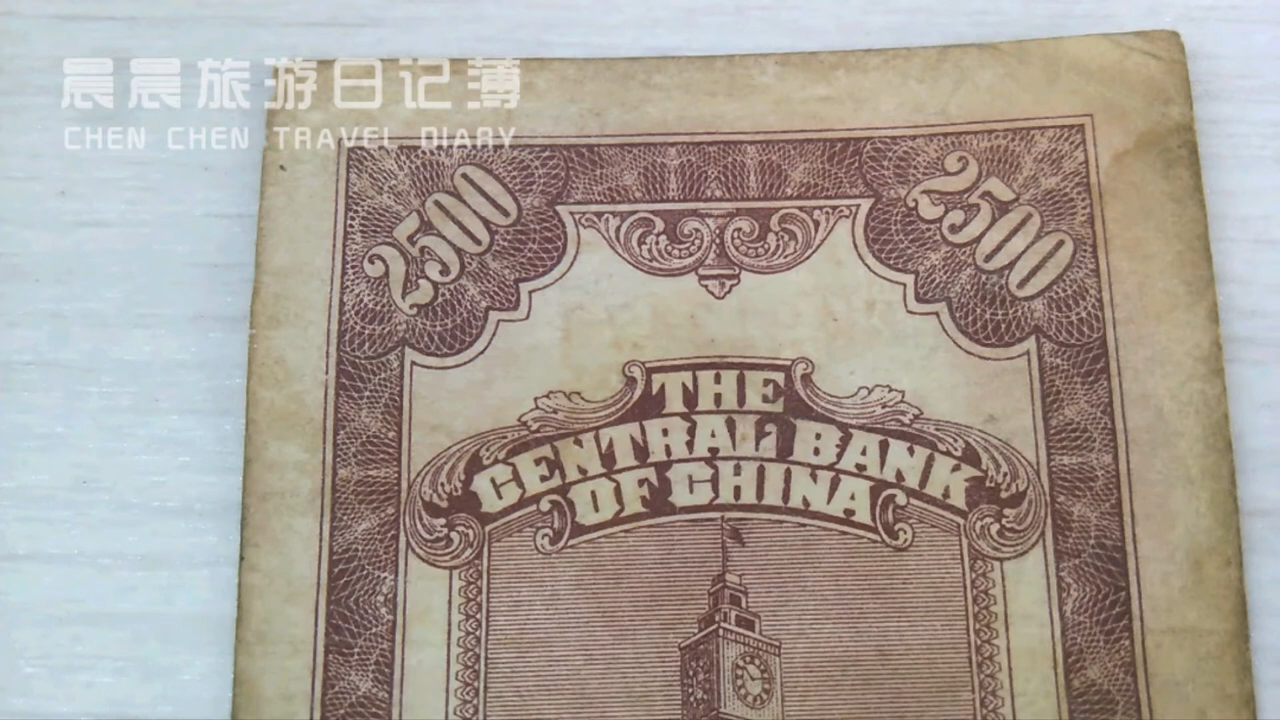 晨晨旅游日记薄
CHEN CHEN TRAVEL DIARY
2500
2500
THE
CENTRAL BANK
OF CHINA